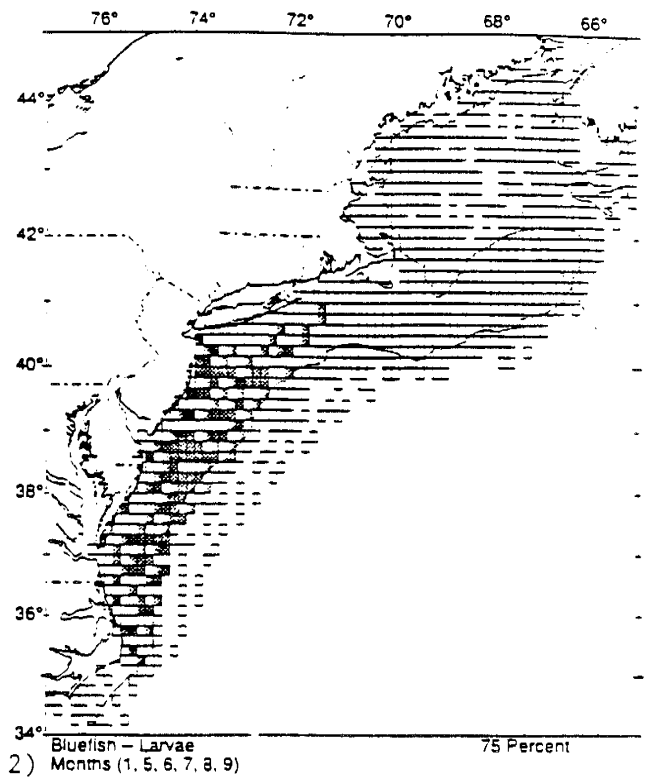 76° 74° 72° 70° 68° 66°
44°
42°
40°
38°
36°
34°
Bluefish – Larvae 75 Percent
2) Months (1, 5, 6, 7, 8, 9)